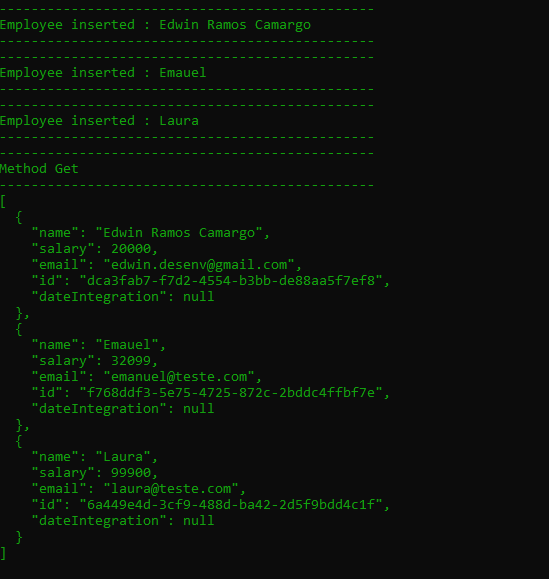 -----------------------------------------------
Employee inserted : Edwin Ramos Camargo
-----------------------------------------------
-----------------------------------------------
Employee inserted : Emauel
-----------------------------------------------
-----------------------------------------------
Employee inserted : Laura
-----------------------------------------------
-----------------------------------------------
Method Get
-----------------------------------------------
[
  {
    "name": "Edwin Ramos Camargo",
    "salary": 20000,
    "email": "edwin.desenv@gmail.com",
    "id": "dca3fab7-f7d2-4554-b3bb-de88aa5f7ef8",
    "dateIntegration": null
  },
  {
    "name": "Emauel",
    "salary": 32099,
    "email": "emanuel@teste.com",
    "id": "f768ddf3-5e75-4725-872c-2bddc4ffbf7e",
    "dateIntegration": null
  },
  {
    "name": "Laura",
    "salary": 99900,
    "email": "laura@teste.com",
    "id": "6a449e4d-3cf9-488d-ba42-2d5f9bdd4c1f",
    "dateIntegration": null
  }
]